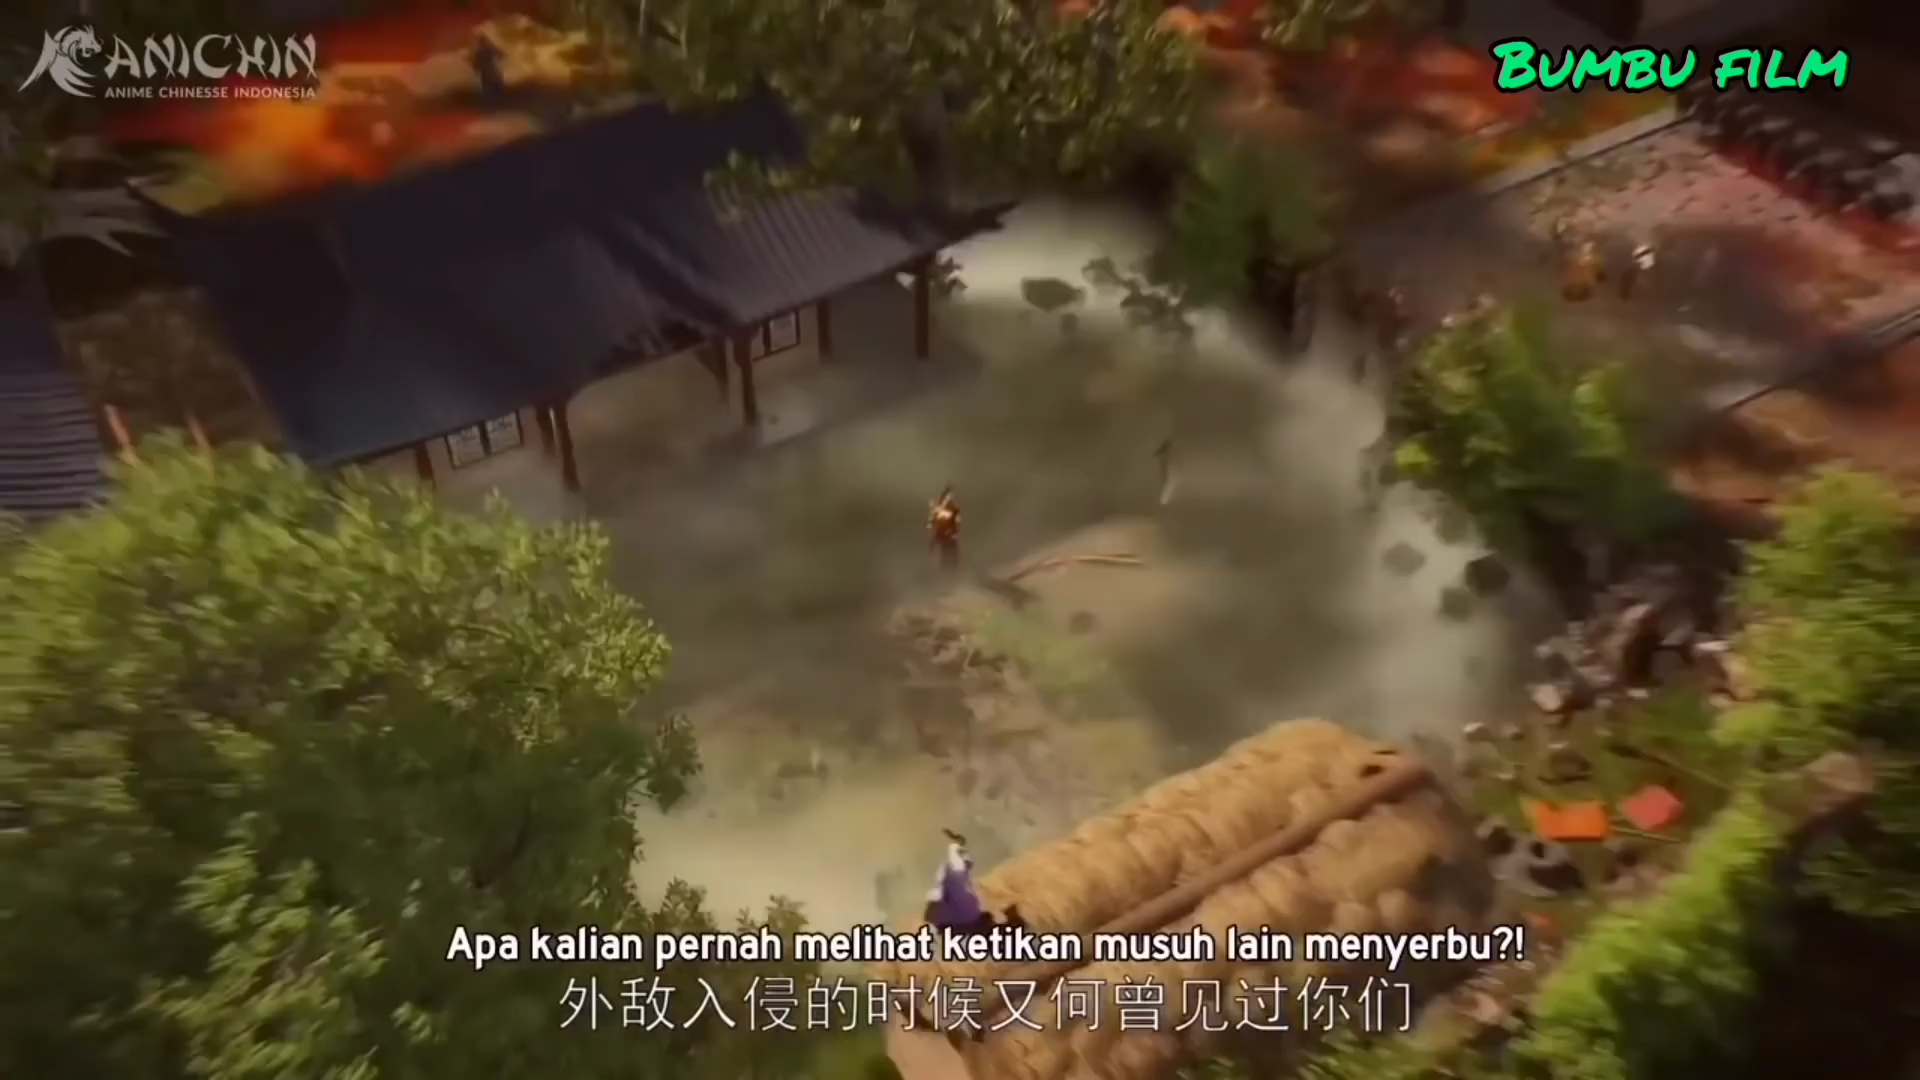 ANICHIN
ANIME CHINESSE INDONESIA
BUMBU FILM
Apa kalian pernah melihat ketikan musuh lain menyerbu?!
外敌入侵的时候又何曾见过你们